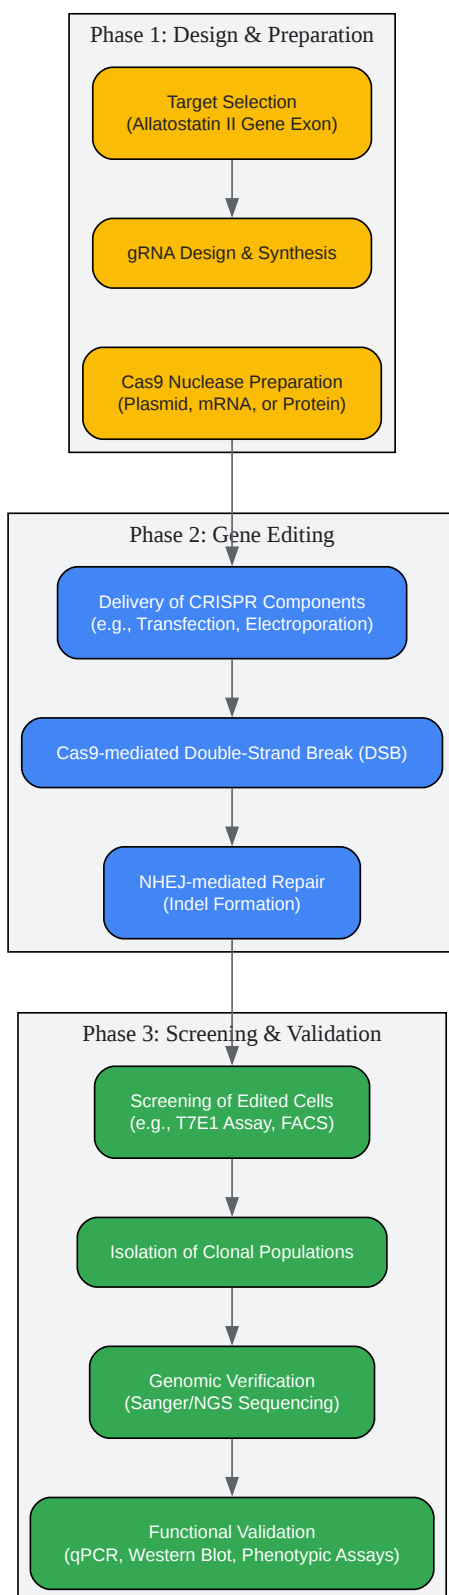 Phase 1: Design & Preparation
Target Selection
(Allatostatin II Gene Exon)
gRNA Design & Synthesis
Cas9 Nuclease Preparation
(Plasmid, mRNA, or Protein)
Phase 2: Gene Editing
Delivery of CRISPR Components
(e.g., Transfection, Electroporation)
Cas9-mediated Double-Strand Break (DSB)
NHEJ-mediated Repair
(Indel Formation)
Phase 3: Screening & Validation
Screening of Edited Cells
(e.g., T7E1 Assay, FACS)
Isolation of Clonal Populations
Genomic Verification
(Sanger/NGS Sequencing)
Functional Validation
(qPCR, Western Blot, Phenotypic Assays)